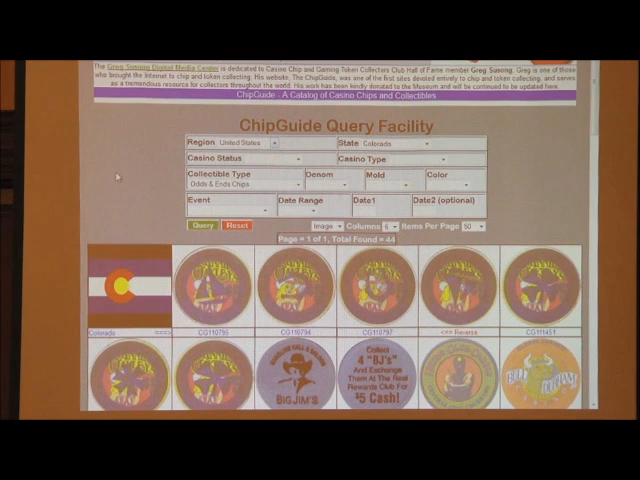 The Greg Susong Digital Media Center is dedicated to Casino Chip and Gaming Token Collectors Club Hall of Fame member Greg Susong. Greg is one of those
who brought the Internet to chip and token collecting. His website, The ChipGuide, was one of the first sites devoted entirely to chip and token collecting, and serves
as a tremendous resource for collectors throughout the world. His work has been kindly donated to the Museum and will be continued to be updated here.
ChipGuide - A Catalog of Casino Chips and Collectibles
ChipGuide Query Facility
Region United States State Colorado
Casino Status Casino Type
Collectible Type Denom Mold Color
Odds & Ends Chips
Event Date Range Date1 Date2 (optional)
Query Reset Image Columns 6 Items Per Page 50
Page = 1 of 1, Total Found = 44
Colorado ===> CG110795 CG110794 CG110797 <== Reverse CG111451
BIG JIM'S
Collect
4 "BJ's"
And Exchange
Them At The Real
Rewards Club For
$5 Cash!
BULL DURHAM